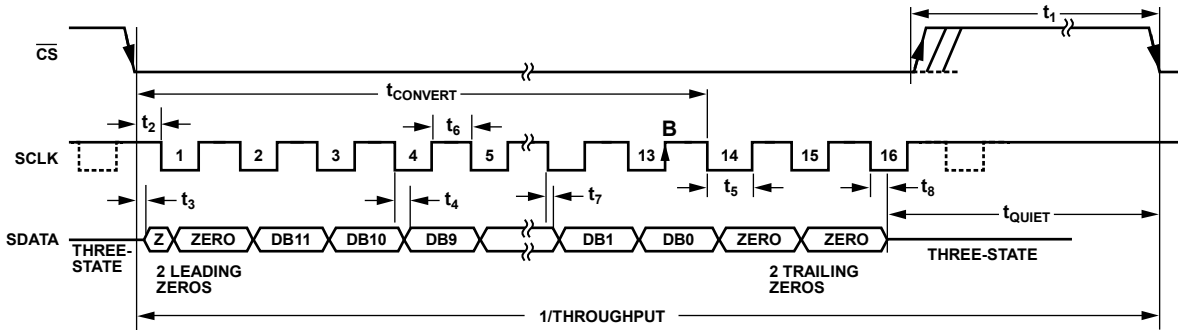 t1
CS
tCONVERT
t2
t6
B
SCLK
1
2
3
4
5
13
14
15
16
t3
t4
t7
t5
t8
tQUIET
SDATA
Z
ZERO
DB11
DB10
DB9
DB1
DB0
ZERO
ZERO
THREE-
STATE
THREE-STATE
2 LEADING
ZEROS
2 TRAILING
ZEROS
1/THROUGHPUT